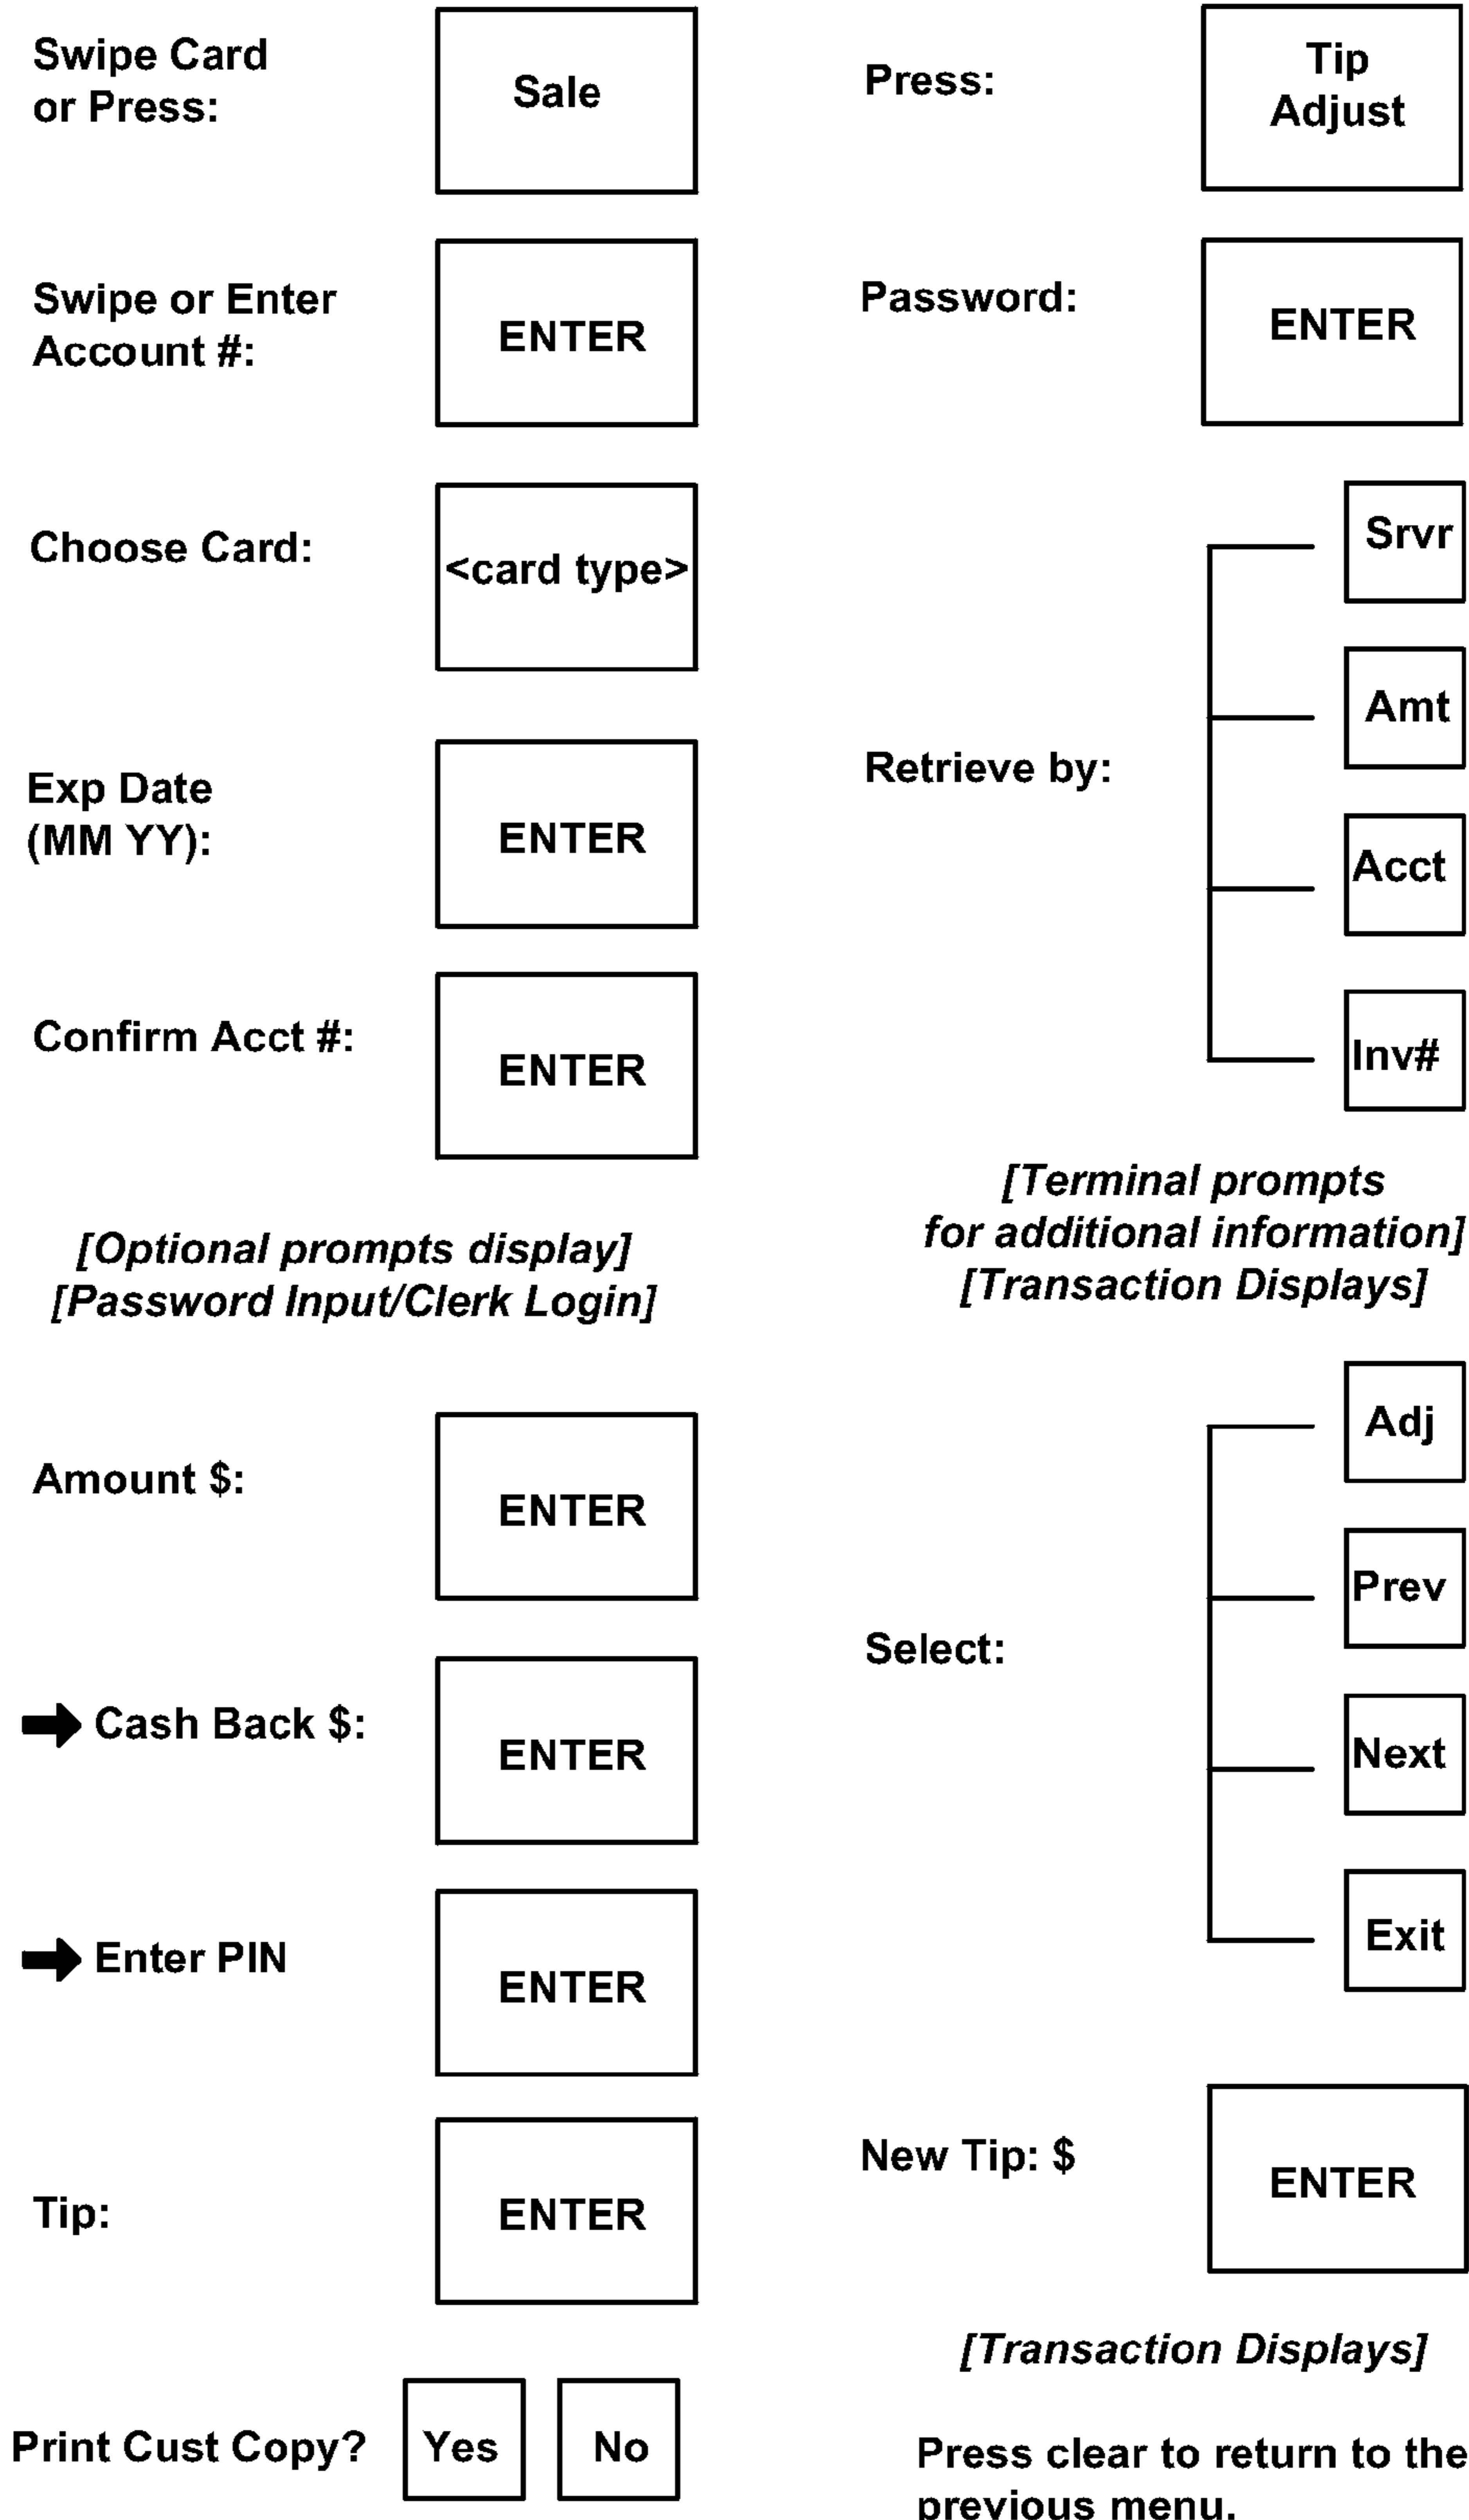 Swipe Card
or Press:
Sale
Swipe or Enter
Account #:
ENTER
Choose Card:
<card type>
Exp Date
(MM YY):
ENTER
Confirm Acct #:
ENTER
[Optional prompts display]
[Password Input/Clerk Login]
Amount $:
ENTER
Cash Back $:
ENTER
Enter PIN
ENTER
Tip:
ENTER
Print Cust Copy?
Yes
No
Press:
Tip
Adjust
Password:
ENTER
Retrieve by:
Srvr
Amt
Acct
Inv#
[Terminal prompts
for additional information]
[Transaction Displays]
Select:
Adj
Prev
Next
Exit
New Tip: $
ENTER
[Transaction Displays]
Press clear to return to the
previous menu.